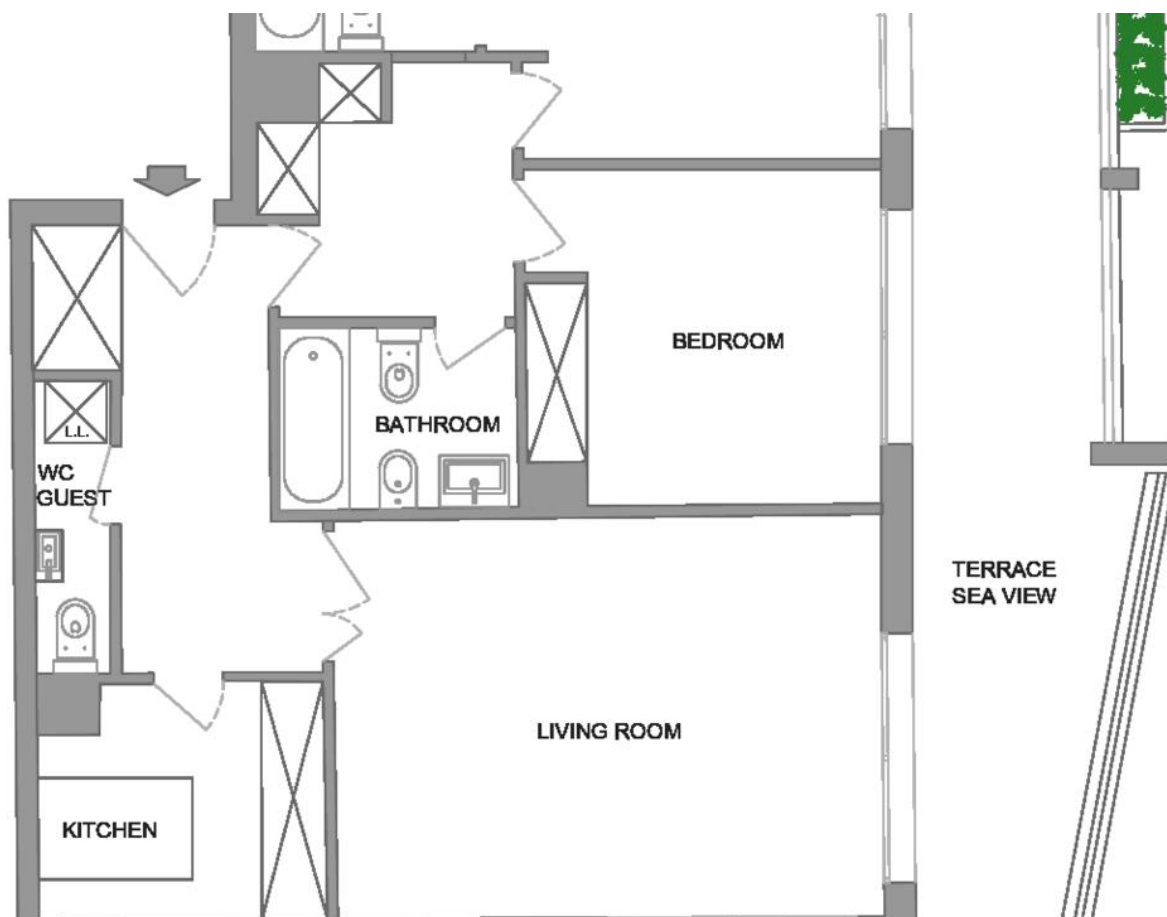 BEDROOM
BATHROOM
L.L.
WC
GUEST
TERRACE
SEA VIEW
LIVING ROOM
KITCHEN